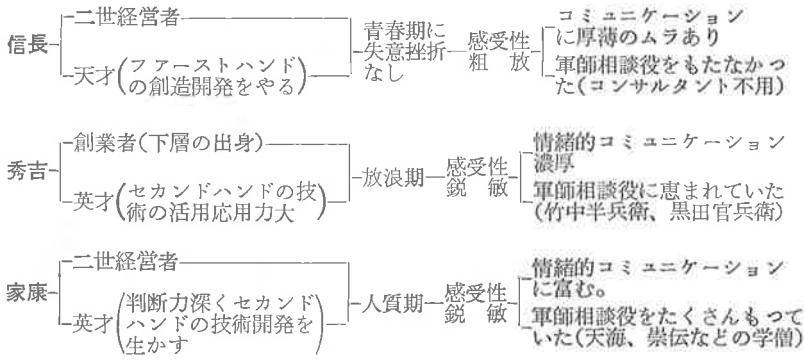 信長
二世経営者
天才(ファーストハンド
の創造開発をやる)
青春期に
失意挫折
なし
感受性
粗放
コミュニケーション
に厚薄のムラあり
軍師相談役をもたなかっ
た(コンサルタント不用)
秀吉
創業者(下層の出身)
英才(セカンドハンドの技
術の活用応用力大)
放浪期
感受性
鋭敏
情緒的コミュニケーション
濃厚
軍師相談役に恵まれていた
(竹中半兵衛、黒田官兵衛)
家康
二世経営者
英才(判断力深くセカンド
ハンドの技術開発を
生かす)
人質期
感受性
鋭敏
情緒的コミュニケーション
に富む。
軍師相談役をたくさんもって
いた(天海、崇伝などの学僧)